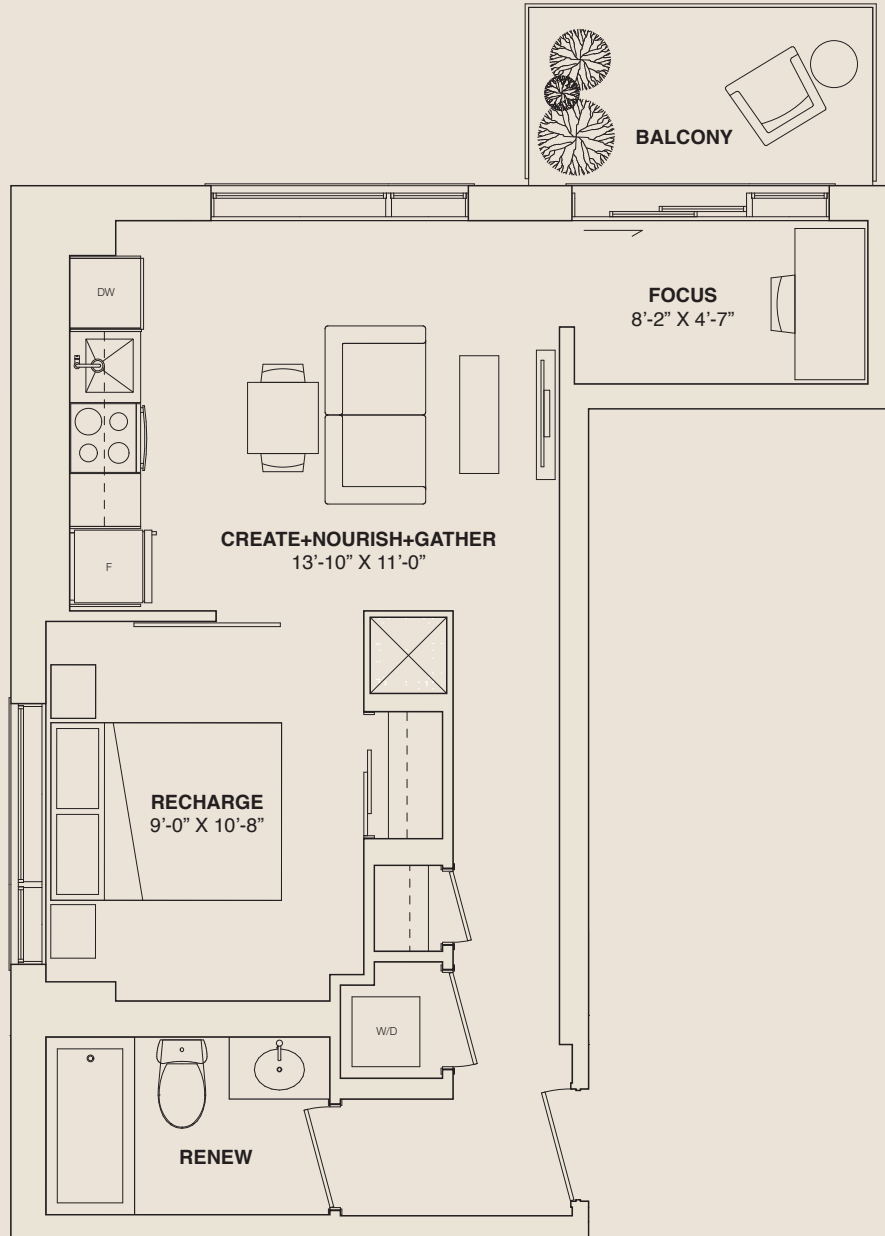 BALCONY
DW
FOCUS
8’-2” X 4’-7”
CREATE+NOURISH+GATHER
13’-10” X 11’-0”
F
RECHARGE
9’-0” X 10’-8”
W/D
RENEW